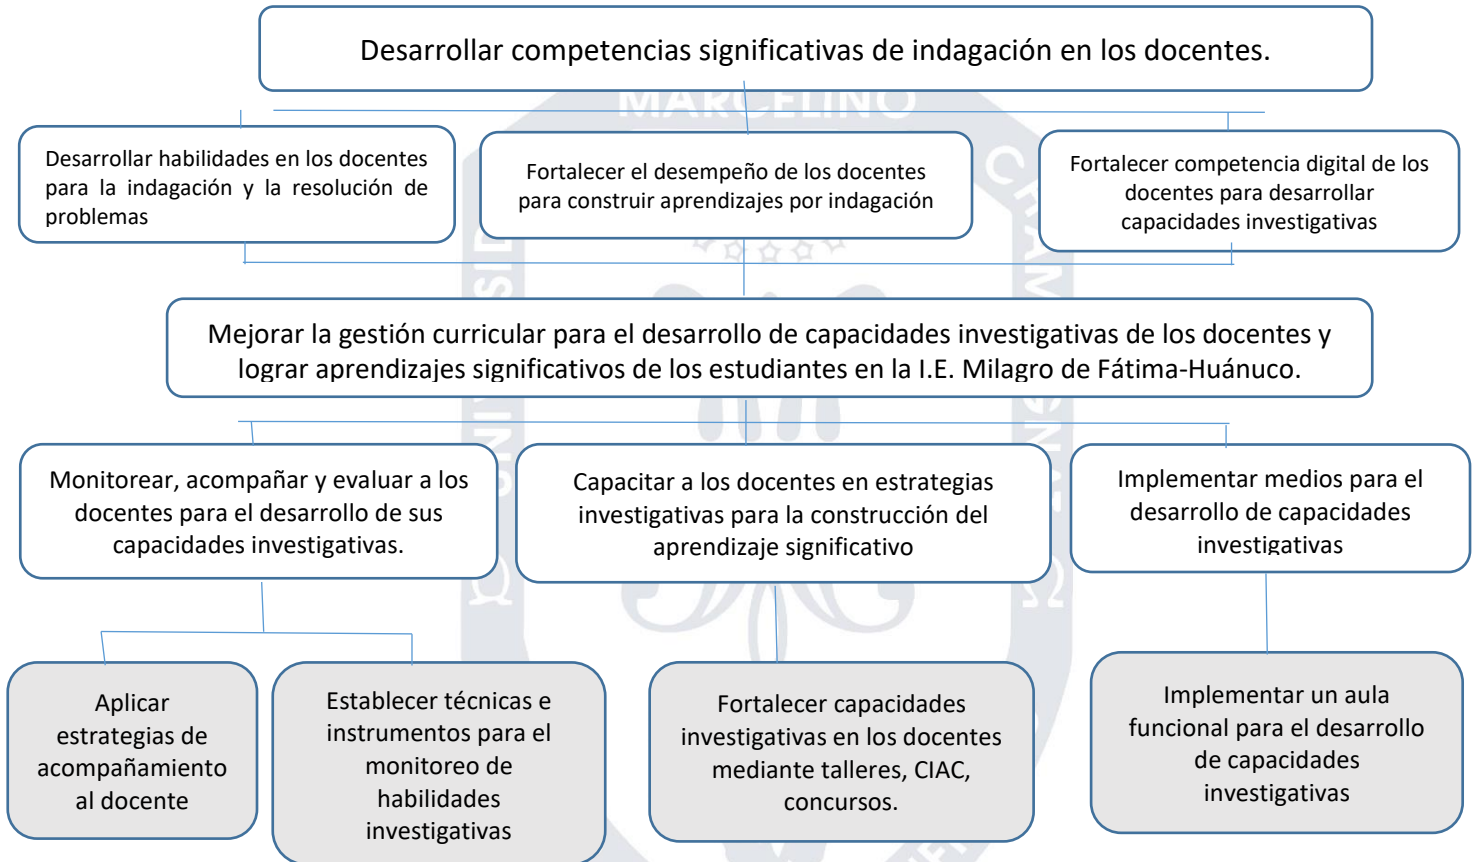 Desarrollar competencias significativas de indagación en los docentes.
MARCELINO
Desarrollar habilidades en los docentes
para la indagación y la resolución de
problemas
Fortalecer el desempeño de los docentes
para construir aprendizajes por indagación
Fortalecer competencia digital de los
docentes para desarrollar
capacidades investigativas
Mejorar la gestión curricular para el desarrollo de capacidades investigativas de los docentes y
lograr aprendizajes significativos de los estudiantes en la I.E. Milagro de Fátima-Huánuco.
Monitorear, acompañar y evaluar a los
docentes para el desarrollo de sus
capacidades investigativas.
Capacitar a los docentes en estrategias
investigativas para la construcción del
aprendizaje significativo
Implementar medios para el
desarrollo de capacidades
investigativas
Aplicar
estrategias de
acompañamiento
al docente
Establecer técnicas e
instrumentos para el
monitoreo de
habilidades
investigativas
Fortalecer capacidades
investigativas en los docentes
mediante talleres, CIAC,
concursos.
Implementar un aula
funcional para el desarrollo
de capacidades
investigativas